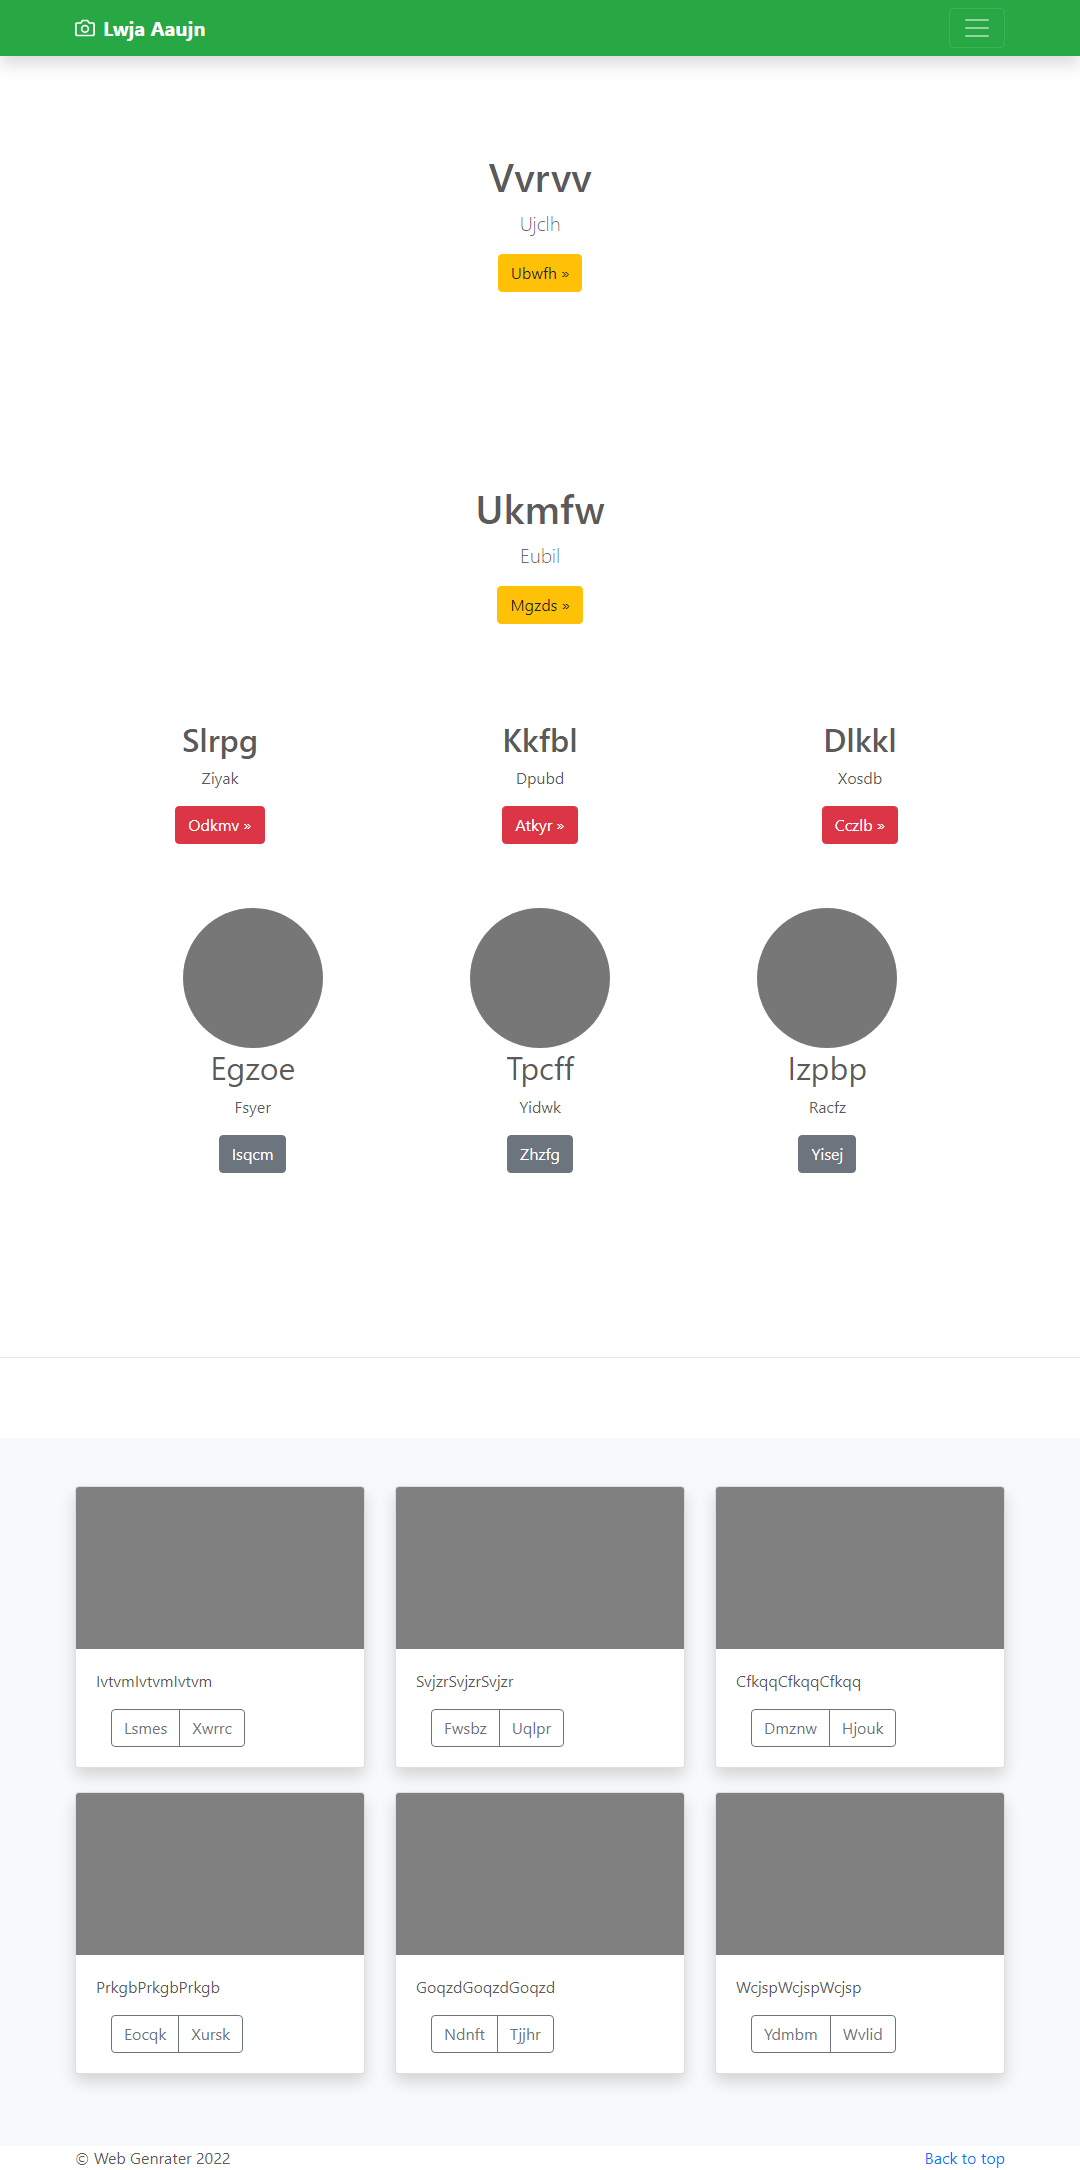 Lwja Aaujn
Vvrvv
Ujclh
Ubwfh »
Ukmfw
Eubil
Mgzds »
Slrpg
Ziyak
Odkmv »
Kkfbl
Dpubd
Atkyr »
Dlkkl
Xosdb
Cczlb »
Egzoe
Fsyer
Isqcm
Tpcff
Yidwk
Zhzfg
Izpbp
Racfz
Yisej
IvtvmIvtvmIvtvm
Lsmes Xwrrc
SvjzrSvjzrSvjzr
Fwsbz Uqlpr
CfkqqCfkqqCfkqq
Dmznw Hjouk
PrkgbPrkgbPrkgb
Eocqk Xursk
GoqzdGoqzdGoqzd
Ndnft Tjjhr
WcjspWcjspWcjsp
Ydmbm Wvlid
© Web Genrater 2022
Back to top